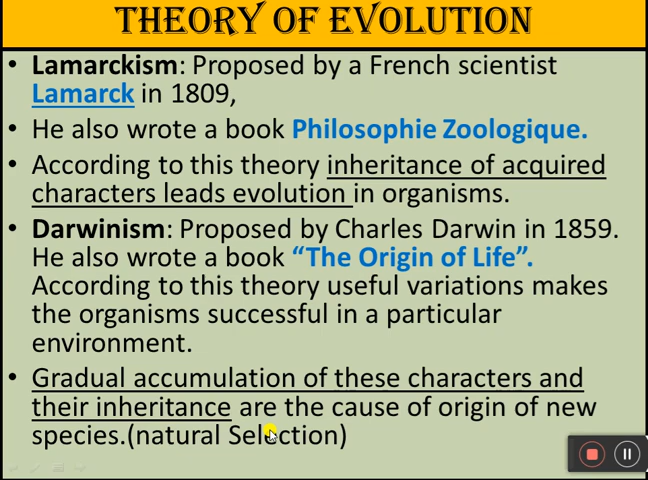 THEORY OF EVOLUTION
• Lamarckism: Proposed by a French scientist
Lamarck in 1809,
• He also wrote a book Philosophie Zoologique.
• According to this theory inheritance of acquired
characters leads evolution in organisms.
• Darwinism: Proposed by Charles Darwin in 1859.
He also wrote a book “The Origin of Life”.
According to this theory useful variations makes
the organisms successful in a particular
environment.
• Gradual accumulation of these characters and
their inheritance are the cause of origin of new
species.(natural Selection)